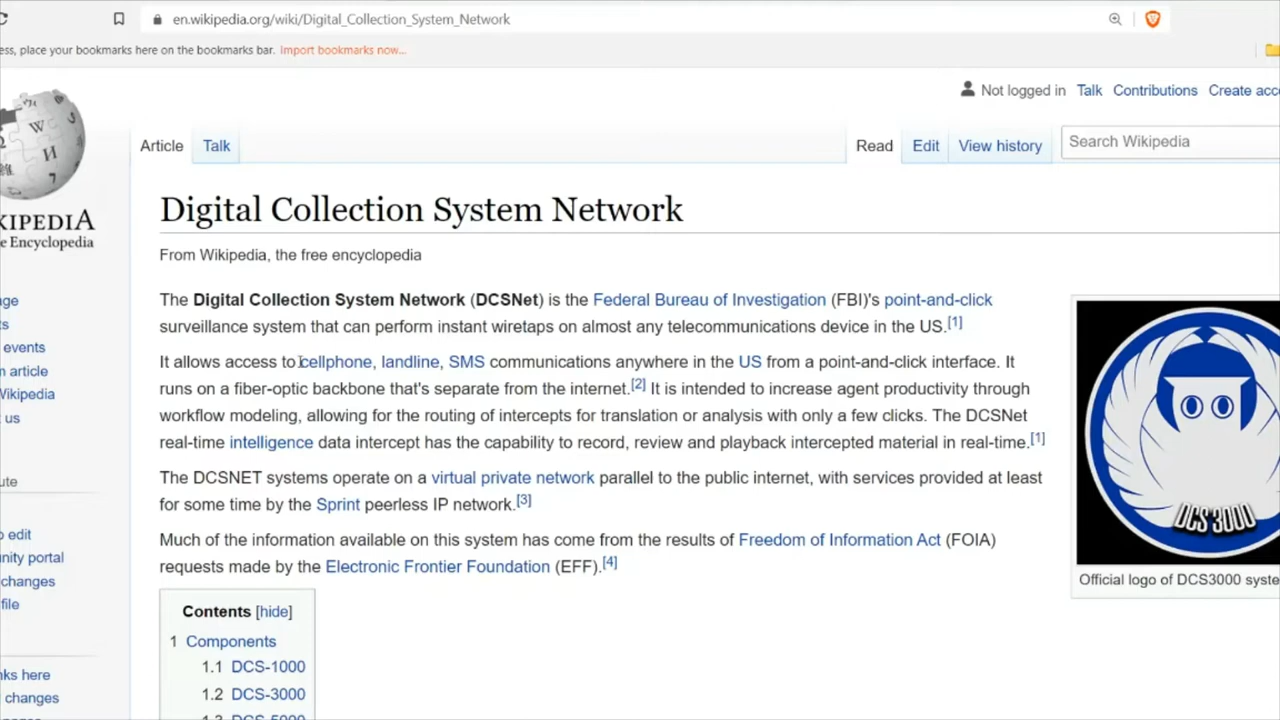 en.wikipedia.org/wiki/Digital_Collection_System_Network
ess, place your bookmarks here on the bookmarks bar. Import bookmarks now...
Not logged in Talk Contributions Create acc
Article Talk Read Edit View history Search Wikipedia
W
И
7
KIPEDIA
e Encyclopedia
Digital Collection System Network
From Wikipedia, the free encyclopedia
The Digital Collection System Network (DCSNet) is the Federal Bureau of Investigation (FBI)'s point-and-click
surveillance system that can perform instant wiretaps on almost any telecommunications device in the US.[1]
It allows access to cellphone, landline, SMS communications anywhere in the US from a point-and-click interface. It
runs on a fiber-optic backbone that's separate from the internet.[2] It is intended to increase agent productivity through
workflow modeling, allowing for the routing of intercepts for translation or analysis with only a few clicks. The DCSNet
real-time intelligence data intercept has the capability to record, review and playback intercepted material in real-time.[1]
The DCSNET systems operate on a virtual private network parallel to the public internet, with services provided at least
for some time by the Sprint peerless IP network.[3]
Much of the information available on this system has come from the results of Freedom of Information Act (FOIA)
requests made by the Electronic Frontier Foundation (EFF).[4]
Contents [hide]
1 Components
1.1 DCS-1000
1.2 DCS-3000
1.3 DCS-5000
DCS 3000
Official logo of DCS3000 syste
ge
s
events
m article
Wikipedia
us
ute
o edit
unity portal
changes
file
nks here
changes